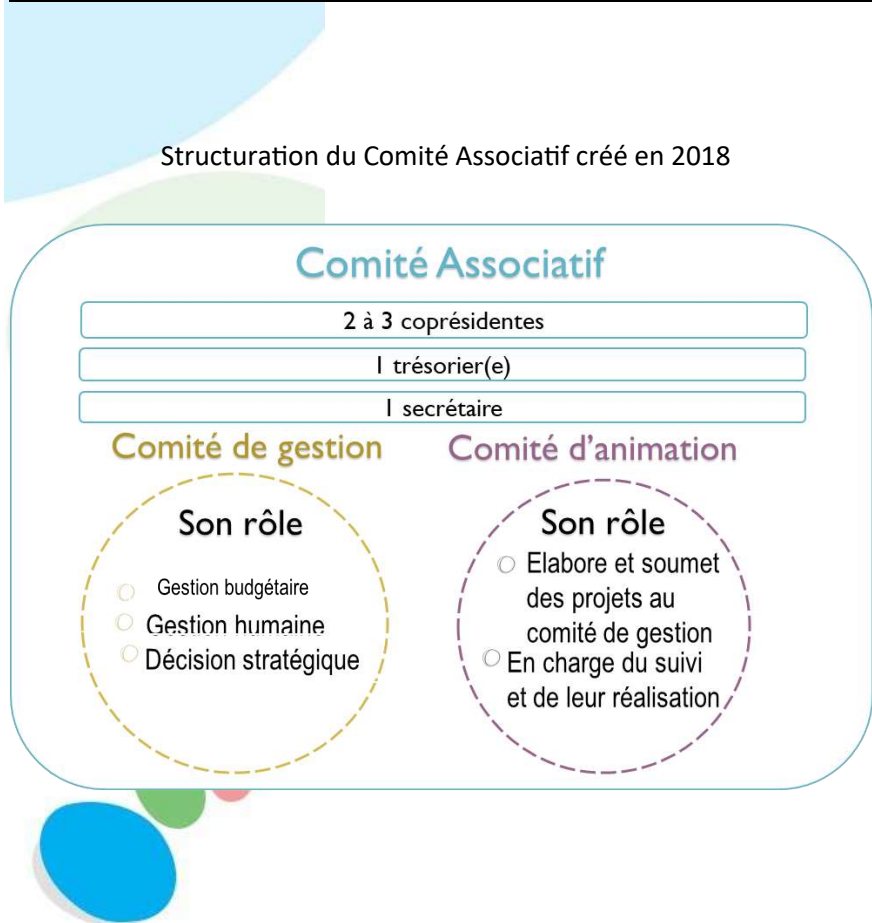 Structuration du Comité Associatif créé en 2018
Comité Associatif
2 à 3 coprésidentes
1 trésorier(e)
1 secrétaire
Comité de gestion
Son rôle
Gestion budgétaire
Gestion humaine
Décision stratégique
Comité d’animation
Son rôle
Elabore et soumet
des projets au
comité de gestion
En charge du suivi
et de leur réalisation